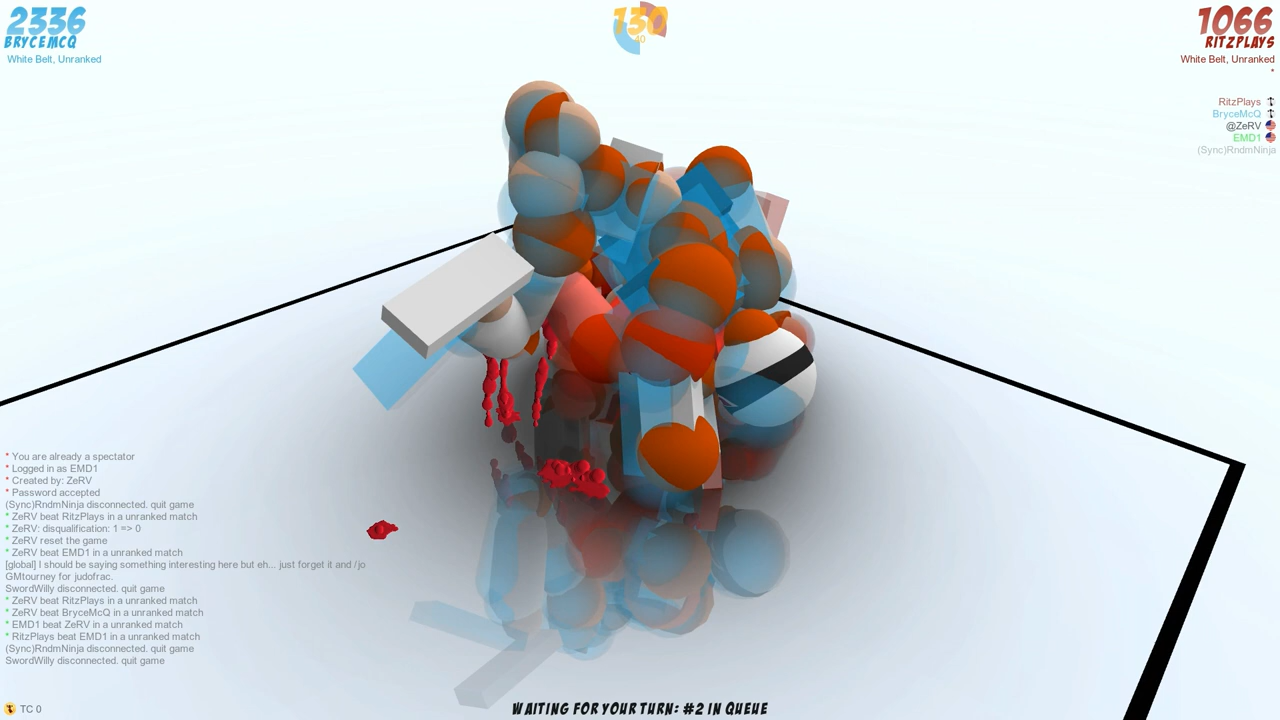 2336
BRYCEMCQ
White Belt, Unranked
130
40
1066
RITZPLAYS
White Belt, Unranked
*
RitzPlays
BryceMcQ
@ZeRV
EMD1
(Sync)RndmNinja
* You are already a spectator
* Logged in as EMD1
* Created by: ZeRV
* Password accepted
(Sync)RndmNinja disconnected. quit game
* ZeRV beat RitzPlays in a unranked match
* ZeRV: disqualification: 1 => 0
* ZeRV reset the game
* ZeRV beat EMD1 in a unranked match
[global] I should be saying something interesting here but eh... just forget it and /jo
GMtourney for judofrac.
SwordWilly disconnected. quit game
* ZeRV beat RitzPlays in a unranked match
* ZeRV beat BryceMcQ in a unranked match
* EMD1 beat ZeRV in a unranked match
* RitzPlays beat EMD1 in a unranked match
(Sync)RndmNinja disconnected. quit game
SwordWilly disconnected. quit game
TC 0
WAITING FOR YOUR TURN: #2 IN QUEUE